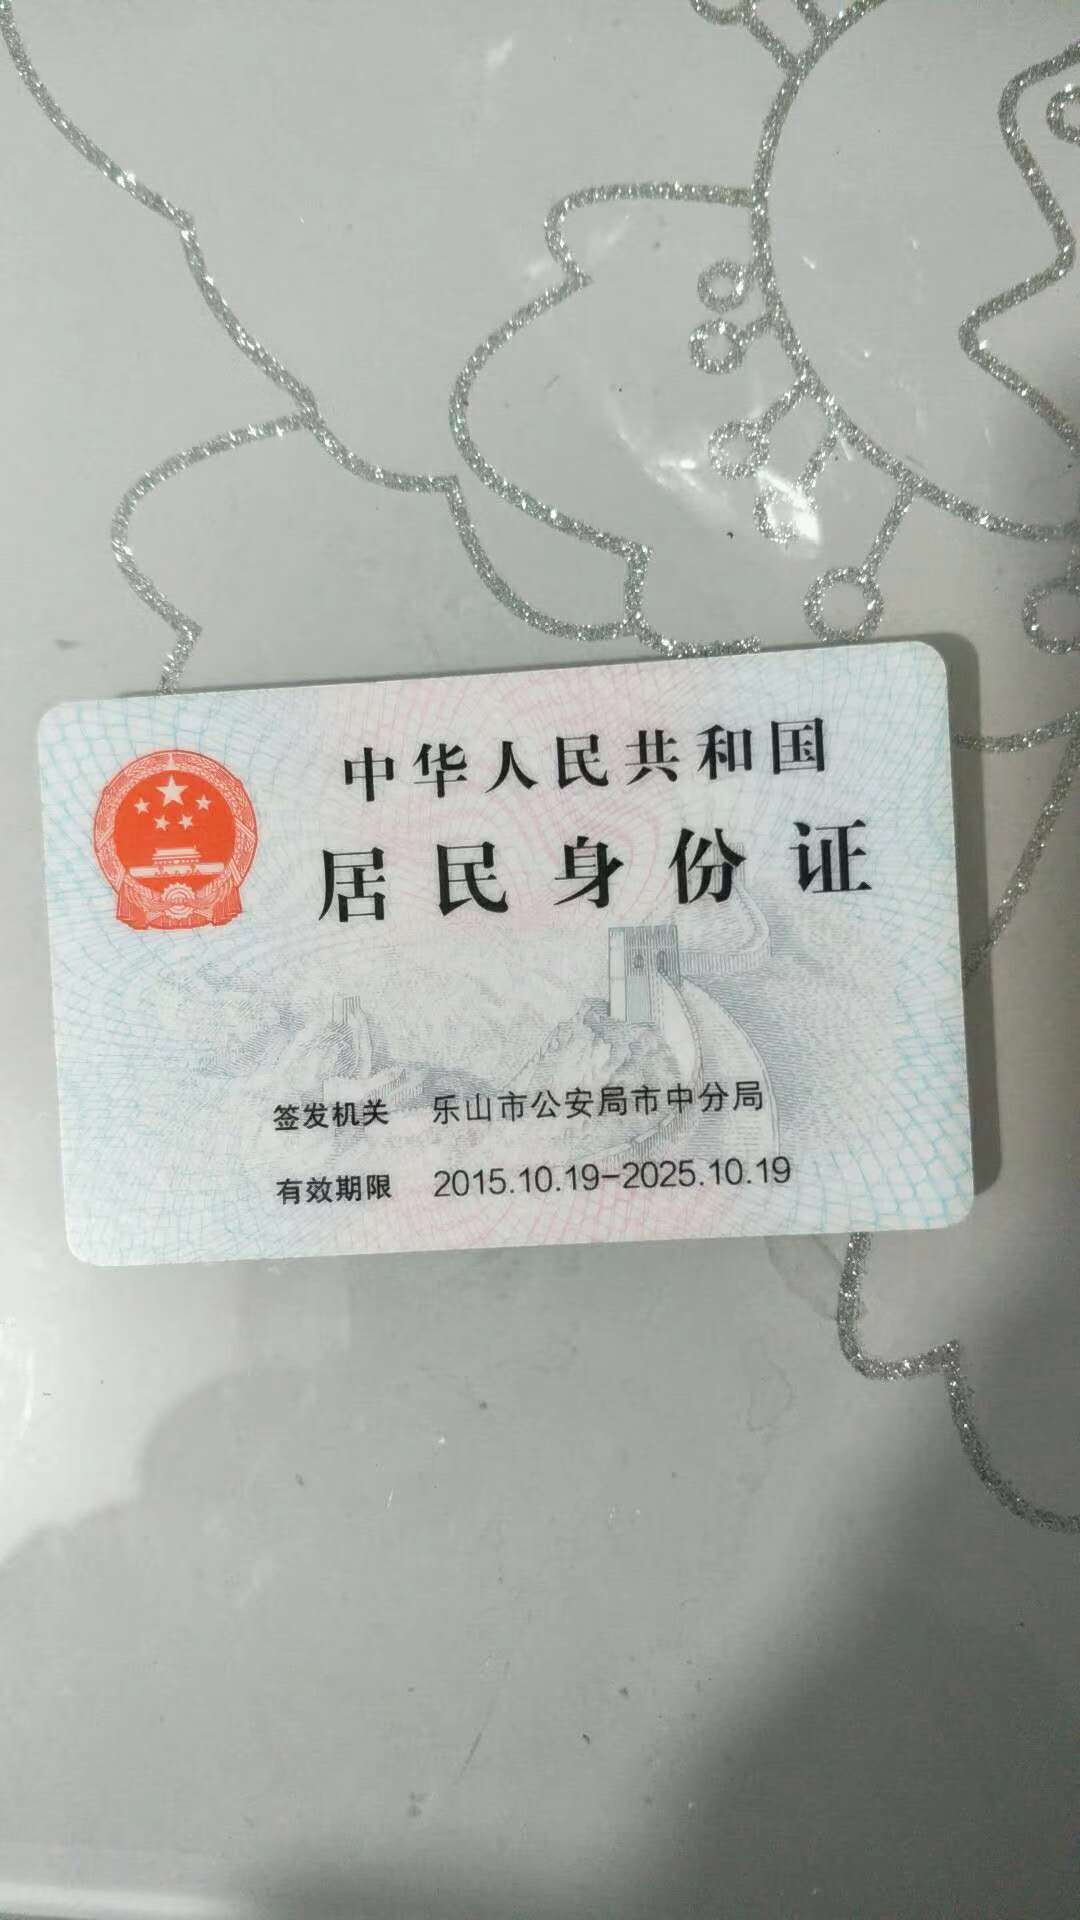 中华人民共和国
居民身份证
签发机关 乐山市公安局市中分局
有效期限 2015.10.19-2025.10.19